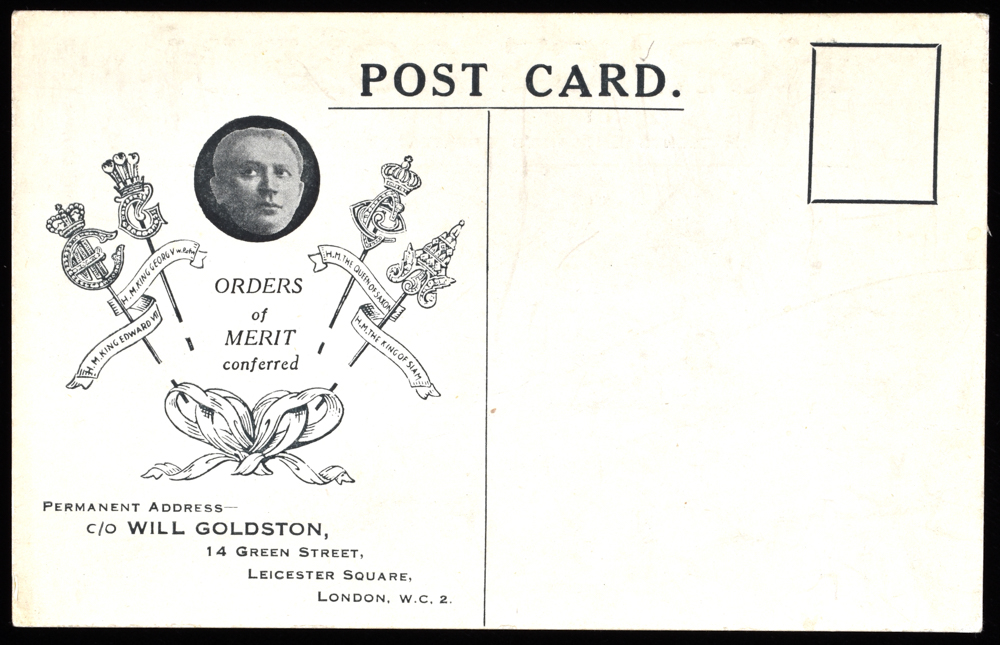 POST CARD.
H.M. KING GEORGE V
H.M. KING EDWARD VII
H.M. THE QUEEN OF SAXONY
H.M. THE KING OF SIAM
ORDERS
of
MERIT
conferred
PERMANENT ADDRESS—
C/O WILL GOLDSTON,
14 GREEN STREET,
LEICESTER SQUARE,
LONDON, W.C. 2.